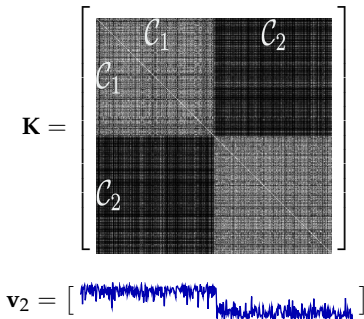 C₁ C₂
C₁
K =
C₂
v₂ = [ ]